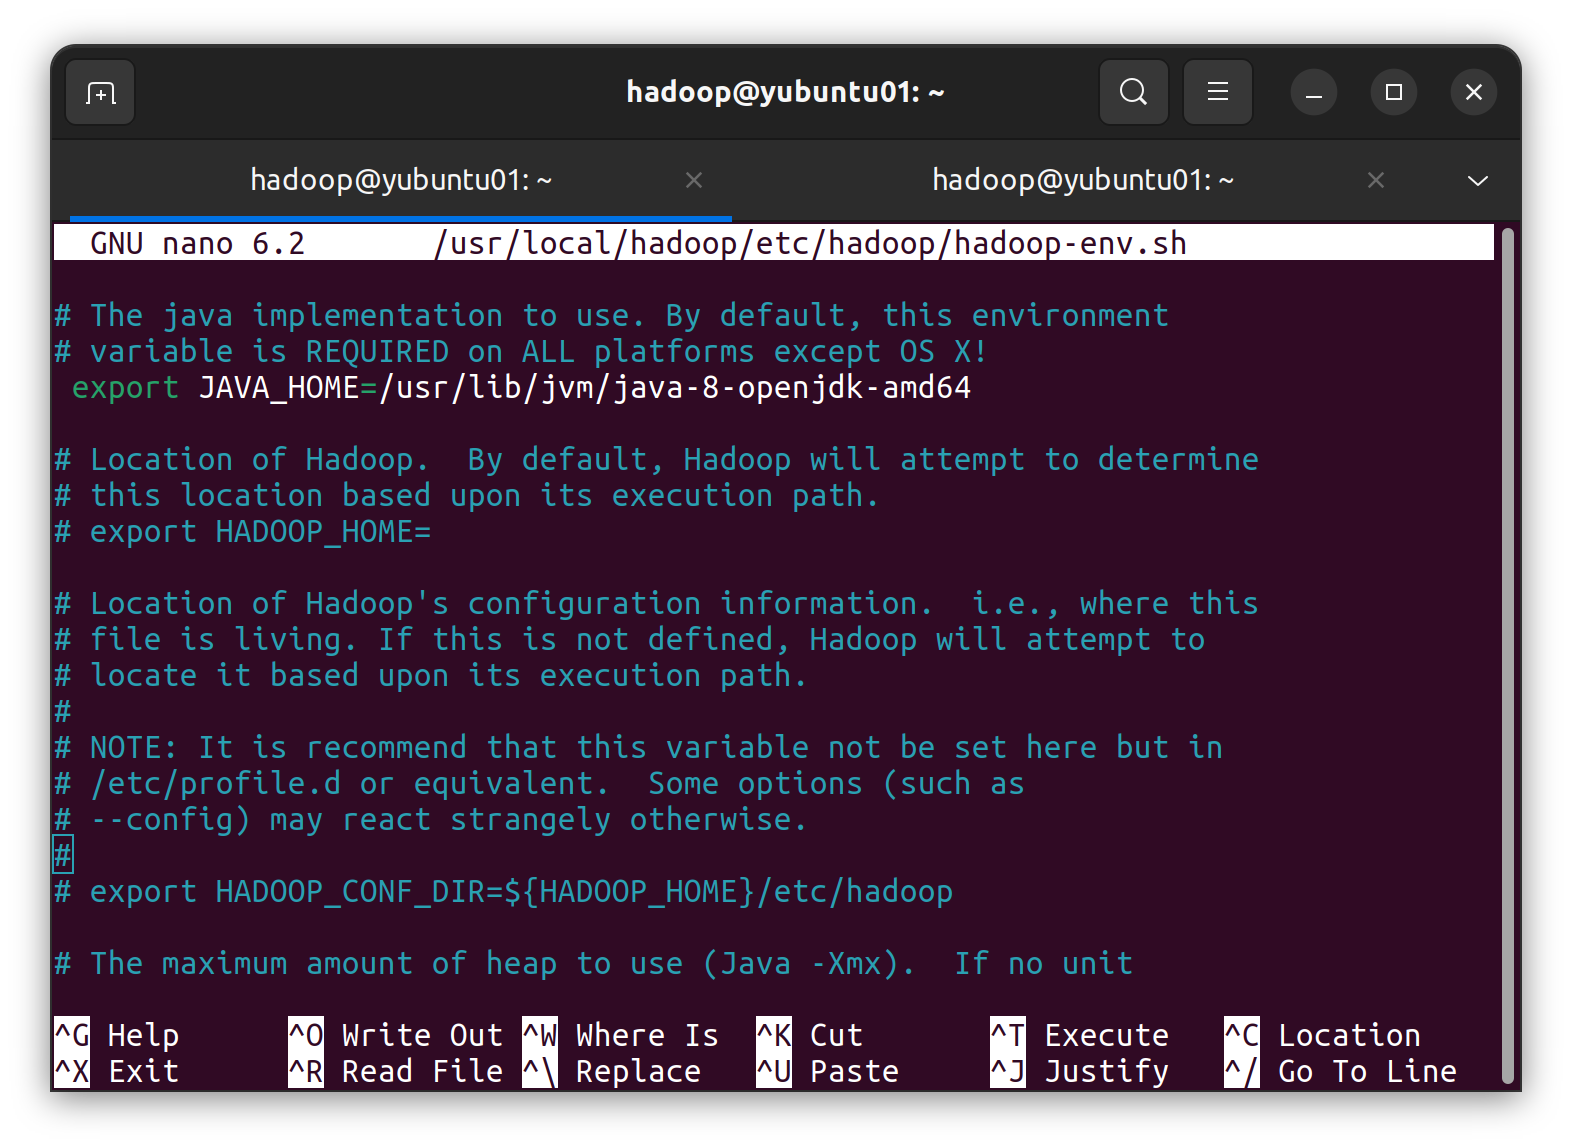 hadoop@yubuntu01: ~
hadoop@yubuntu01: ~ hadoop@yubuntu01: ~
GNU nano 6.2 /usr/local/hadoop/etc/hadoop/hadoop-env.sh
# The java implementation to use. By default, this environment
# variable is REQUIRED on ALL platforms except OS X!
export JAVA_HOME=/usr/lib/jvm/java-8-openjdk-amd64
# Location of Hadoop.  By default, Hadoop will attempt to determine
# this location based upon its execution path.
# export HADOOP_HOME=
# Location of Hadoop's configuration information.  i.e., where this
# file is living. If this is not defined, Hadoop will attempt to
# locate it based upon its execution path.
#
# NOTE: It is recommend that this variable not be set here but in
# /etc/profile.d or equivalent.  Some options (such as
# --config) may react strangely otherwise.
#
# export HADOOP_CONF_DIR=${HADOOP_HOME}/etc/hadoop
# The maximum amount of heap to use (Java -Xmx).  If no unit
^G Help ^O Write Out ^W Where Is ^K Cut ^T Execute ^C Location
^X Exit ^R Read File ^\ Replace ^U Paste ^J Justify ^/ Go To Line